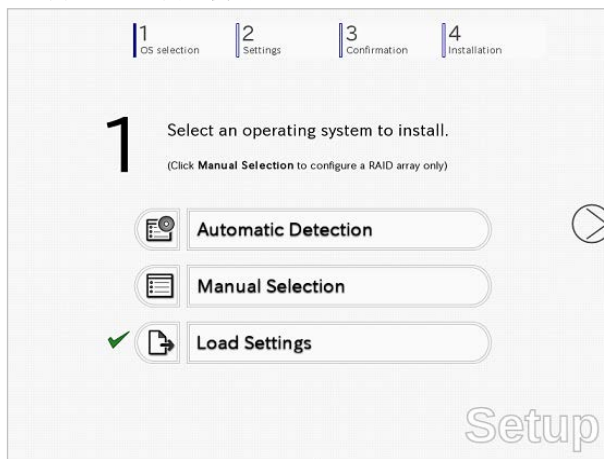 1
OS selection
2
Settings
3
Confirmation
4
Installation
1
Select an operating system to install.
(Click Manual Selection to configure a RAID array only)
Automatic Detection
Manual Selection
Load Settings
Setup